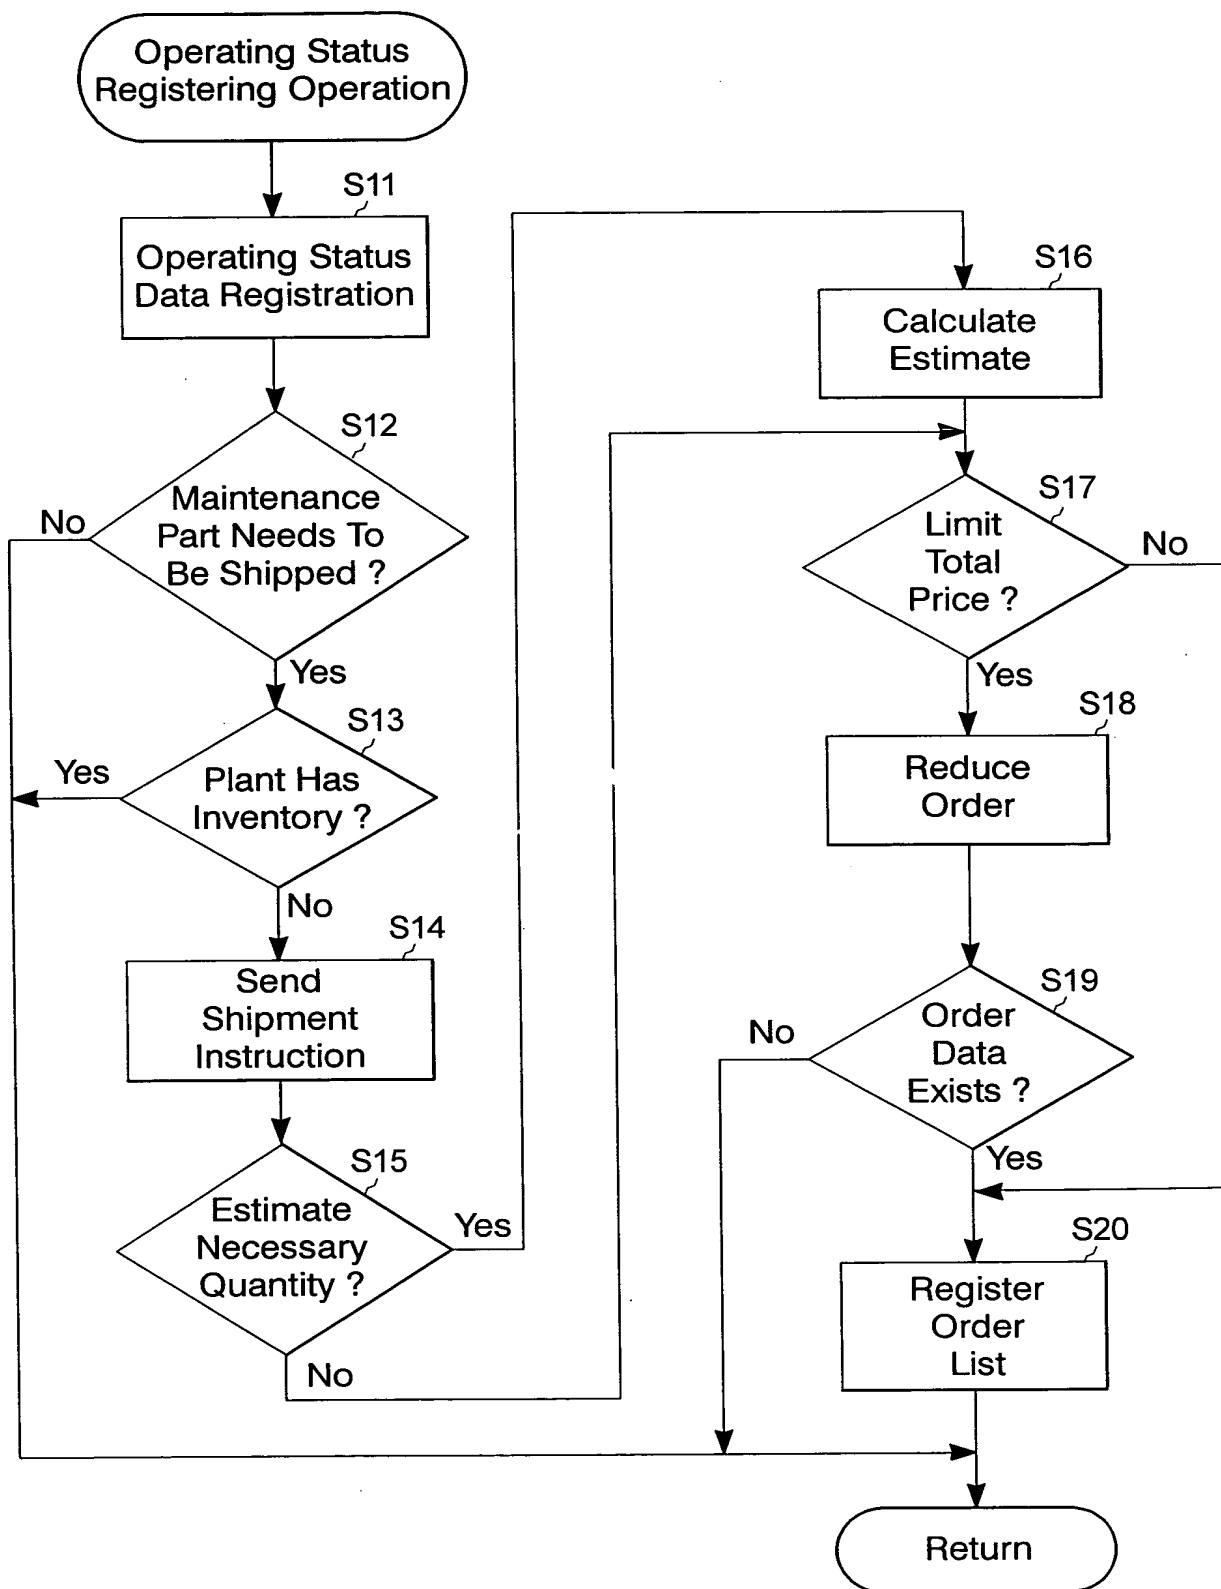 Operating Status
Registering Operation
S11
Operating Status
Data Registration
S12
Maintenance
Part Needs To
Be Shipped ?
No
Yes
S13
Plant Has
Inventory ?
Yes
No
S14
Send
Shipment
Instruction
S15
Estimate
Necessary
Quantity ?
Yes
No
S16
Calculate
Estimate
S17
Limit
Total
Price ?
No
Yes
S18
Reduce
Order
S19
Order
Data
Exists ?
No
Yes
S20
Register
Order
List
Return